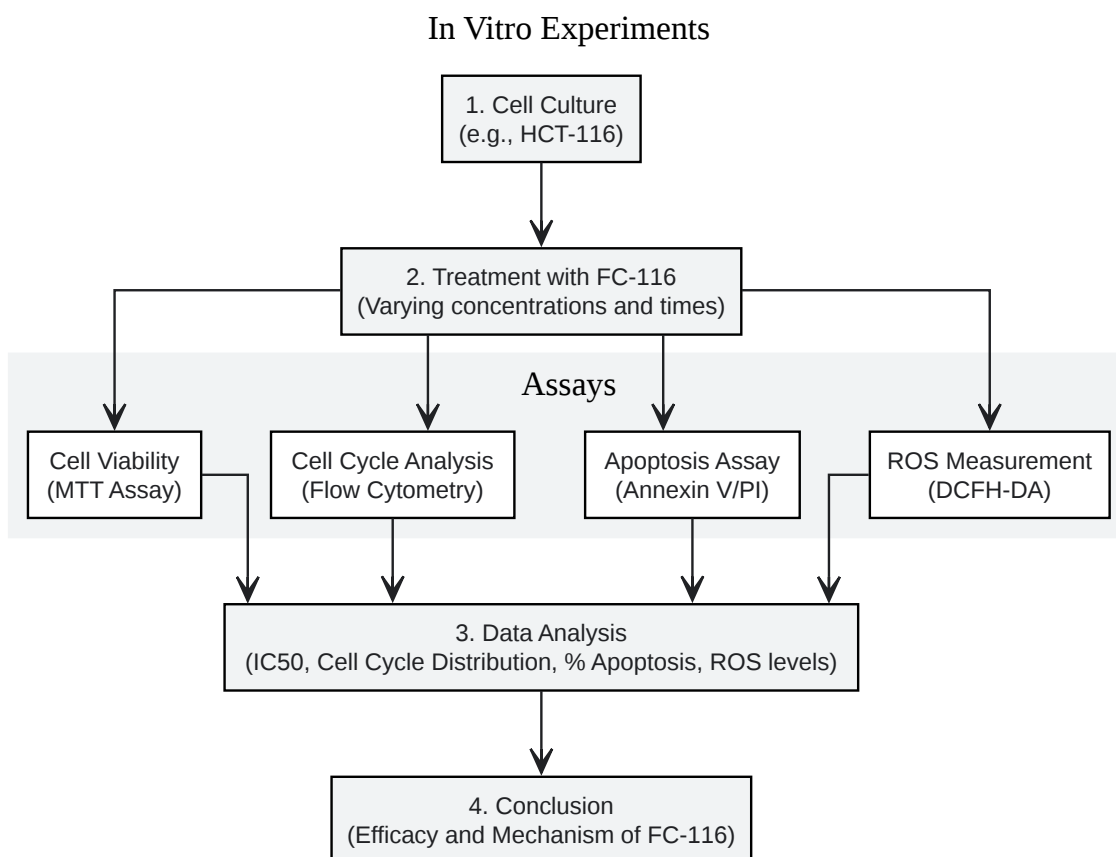 In Vitro Experiments
1. Cell Culture
(e.g., HCT-116)
2. Treatment with FC-116
(Varying concentrations and times)
Assays
Cell Viability
(MTT Assay)
Cell Cycle Analysis
(Flow Cytometry)
Apoptosis Assay
(Annexin V/PI)
ROS Measurement
(DCFH-DA)
3. Data Analysis
(IC50, Cell Cycle Distribution, % Apoptosis, ROS levels)
4. Conclusion
(Efficacy and Mechanism of FC-116)